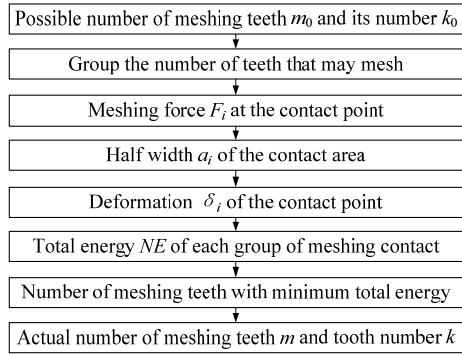 Possible number of meshing teeth m₀ and its number k₀
Group the number of teeth that may mesh
Meshing force Fᵢ at the contact point
Half width aᵢ of the contact area
Deformation δᵢ of the contact point
Total energy NE of each group of meshing contact
Number of meshing teeth with minimum total energy
Actual number of meshing teeth m and tooth number k